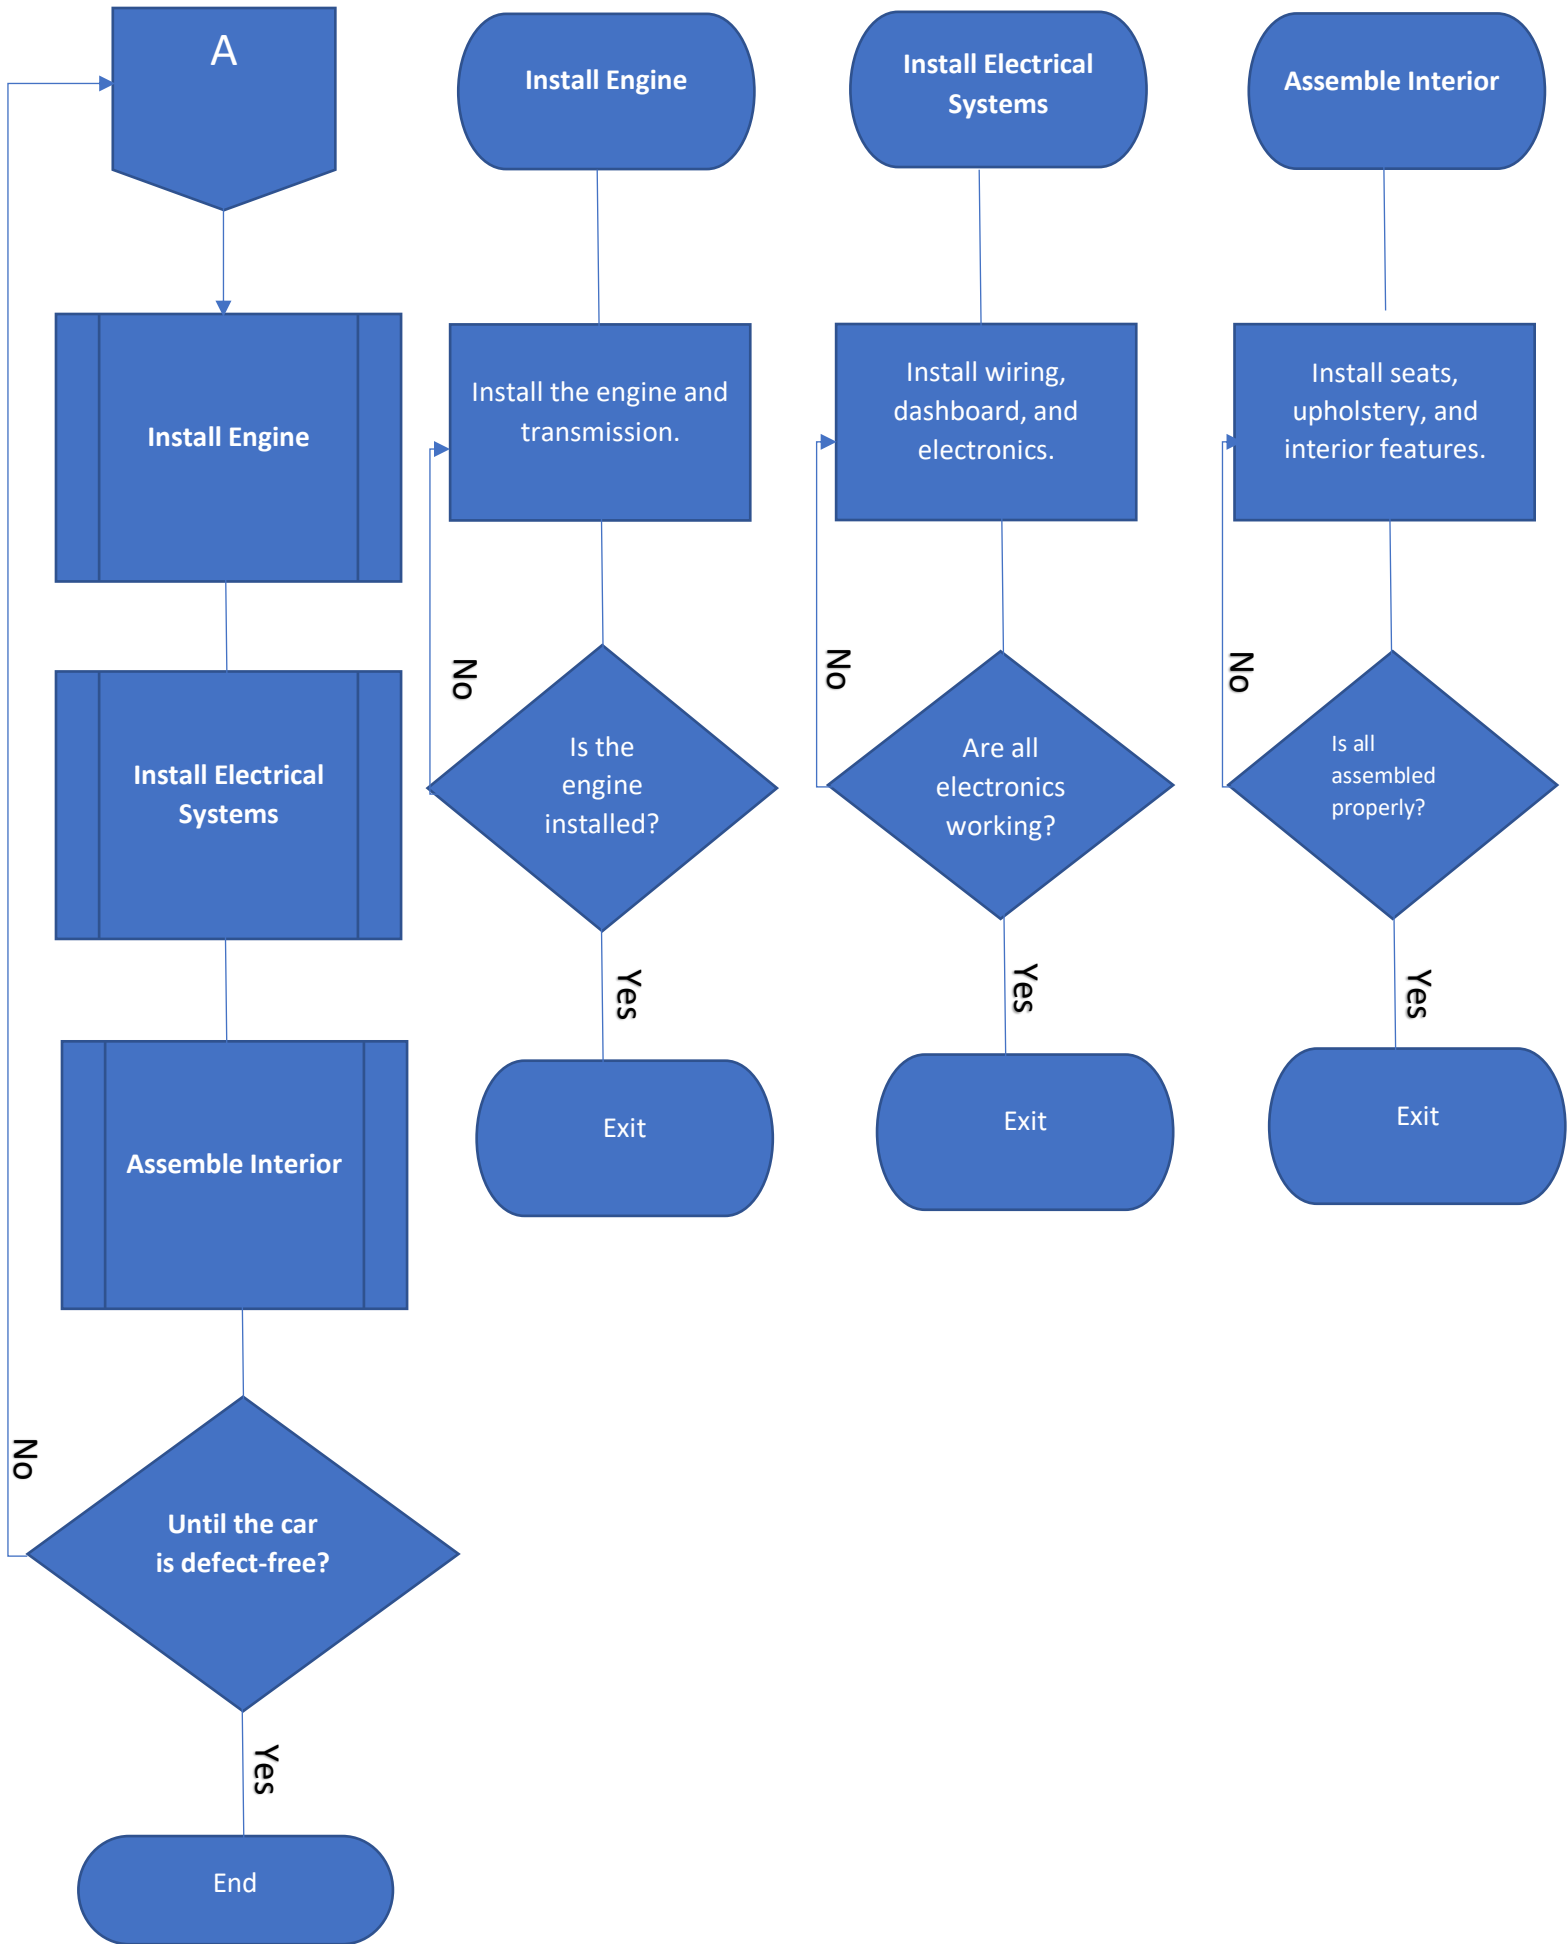 A
Install Engine
Install Electrical
Systems
Assemble Interior
No
Until the car
is defect-free?
Yes
End
Install Engine
Install the engine and
transmission.
No
Is the
engine
installed?
Yes
Exit
Install Electrical
Systems
Install wiring,
dashboard, and
electronics.
No
Are all
electronics
working?
Yes
Exit
Assemble Interior
Install seats,
upholstery, and
interior features.
No
Is all
assembled
properly?
Yes
Exit